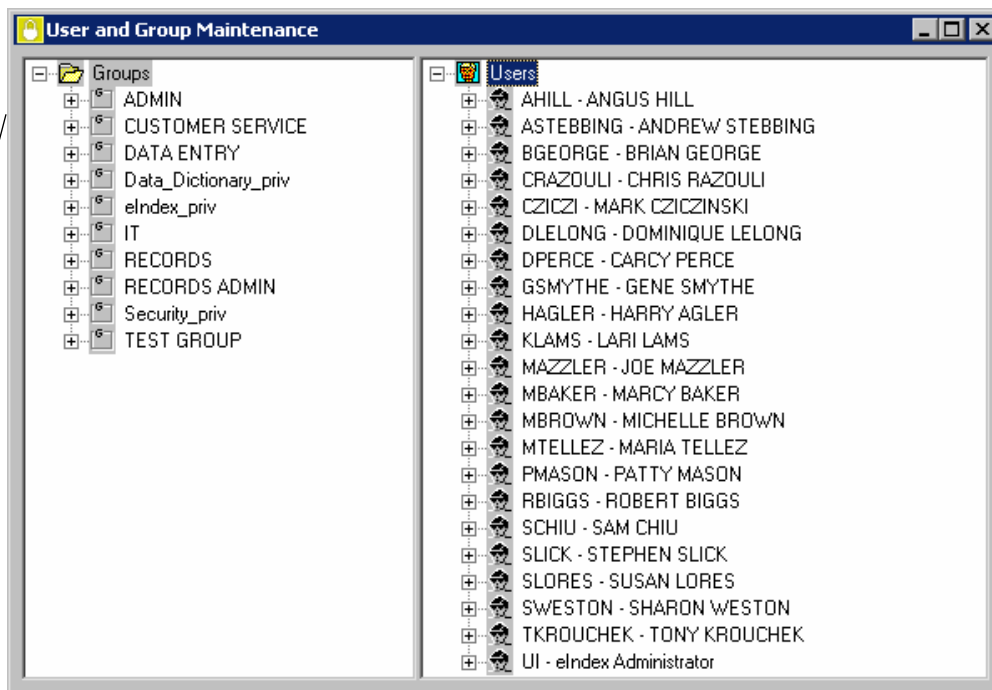 User and Group Maintenance
Groups
ADMIN
CUSTOMER SERVICE
DATA ENTRY
Data_Dictionary_priv
eIndex_priv
IT
RECORDS
RECORDS ADMIN
Security_priv
TEST GROUP
Users
AHILL - ANGUS HILL
ASTEBBING - ANDREW STEBBING
BGEORGE - BRIAN GEORGE
CRAZOULI - CHRIS RAZOULI
CZICZI - MARK CZICZINSKI
DLELONG - DOMINIQUE LELONG
DPERCE - CARCY PERCE
GSMYTHE - GENE SMYTHE
HAGLER - HARRY AGLER
KLAMS - LARI LAMS
MAZZLER - JOE MAZZLER
MBAKER - MARCY BAKER
MBROWN - MICHELLE BROWN
MTELLEZ - MARIA TELLEZ
PMASON - PATTY MASON
RBIGGS - ROBERT BIGGS
SCHIU - SAM CHIU
SLICK - STEPHEN SLICK
SLORES - SUSAN LORES
SWESTON - SHARON WESTON
TKROUCHEK - TONY KROUCHEK
UI - eIndex Administrator